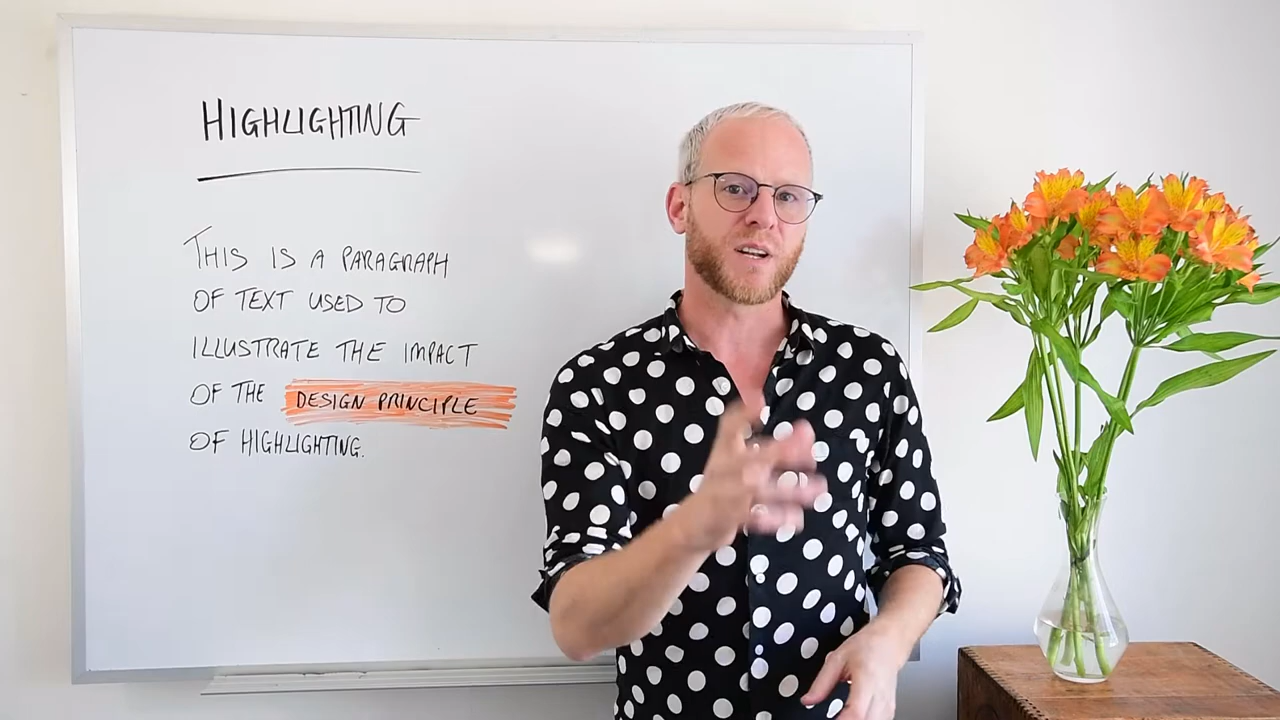 HIGHLIGHTING
THIS IS A PARAGRAPH
OF TEXT USED TO
ILLUSTRATE THE IMPACT
OF THE DESIGN PRINCIPLE
OF HIGHLIGHTING.